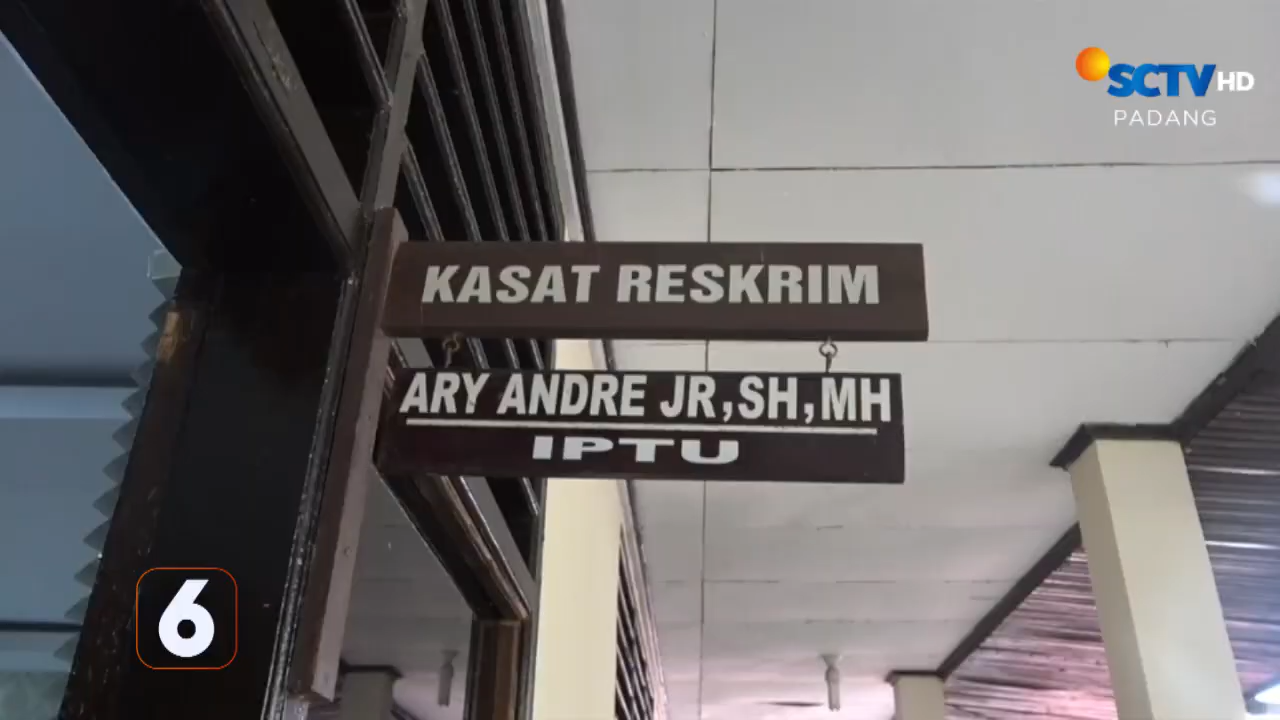 SCTV HD
PADANG
KASAT RESKRIM
ARY ANDRE JR,SH,MH
IPTU
6